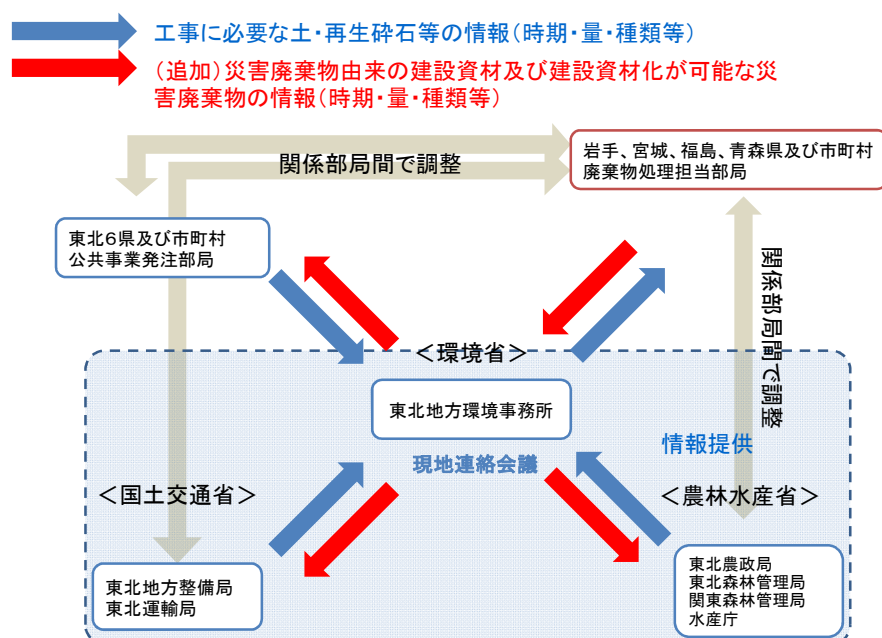 工事に必要な土・再生砕石等の情報(時期・量・種類等)
(追加)災害廃棄物由来の建設資材及び建設資材化が可能な災
害廃棄物の情報(時期・量・種類等)
関係部局間で調整
岩手、宮城、福島、青森県及び市町村
廃棄物処理担当部局
東北6県及び市町村
公共事業発注部局
関係部局間で調整
＜環境省＞
東北地方環境事務所
現地連絡会議
情報提供
＜国土交通省＞
＜農林水産省＞
東北地方整備局
東北運輸局
東北農政局
東北森林管理局
関東森林管理局
水産庁